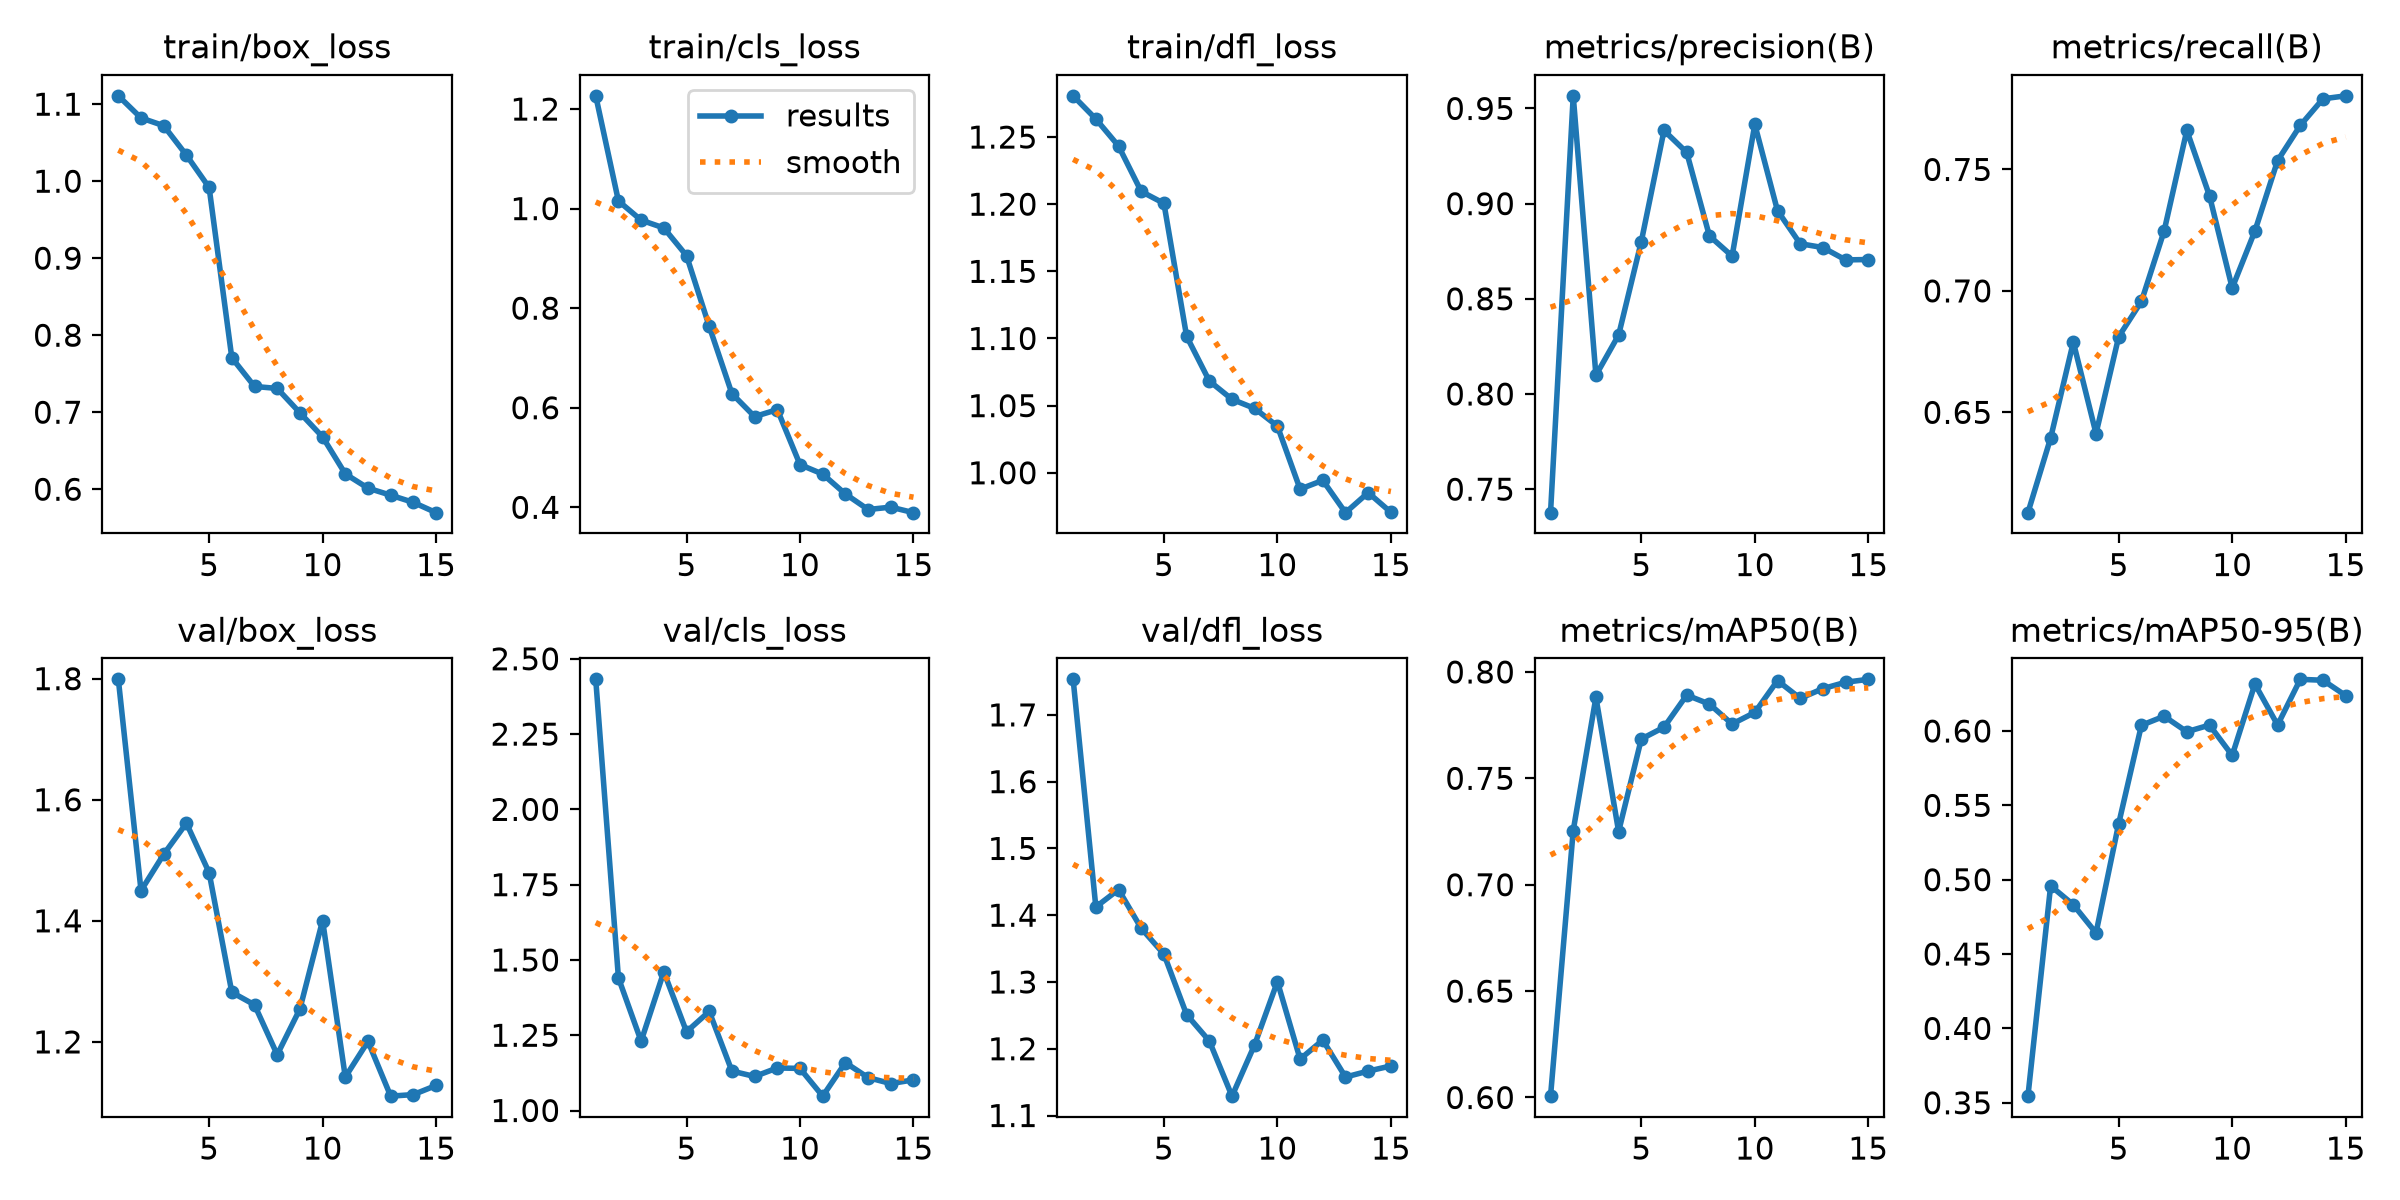 train/box_loss
1.1
1.0
0.9
0.8
0.7
0.6
5 10 15
train/cls_loss
results
smooth
1.2
1.0
0.8
0.6
0.4
5 10 15
train/dfl_loss
1.25
1.20
1.15
1.10
1.05
1.00
5 10 15
metrics/precision(B)
0.95
0.90
0.85
0.80
0.75
5 10 15
metrics/recall(B)
0.75
0.70
0.65
5 10 15
val/box_loss
1.8
1.6
1.4
1.2
5 10 15
val/cls_loss
2.50
2.25
2.00
1.75
1.50
1.25
1.00
5 10 15
val/dfl_loss
1.7
1.6
1.5
1.4
1.3
1.2
1.1
5 10 15
metrics/mAP50(B)
0.80
0.75
0.70
0.65
0.60
5 10 15
metrics/mAP50-95(B)
0.60
0.55
0.50
0.45
0.40
0.35
5 10 15